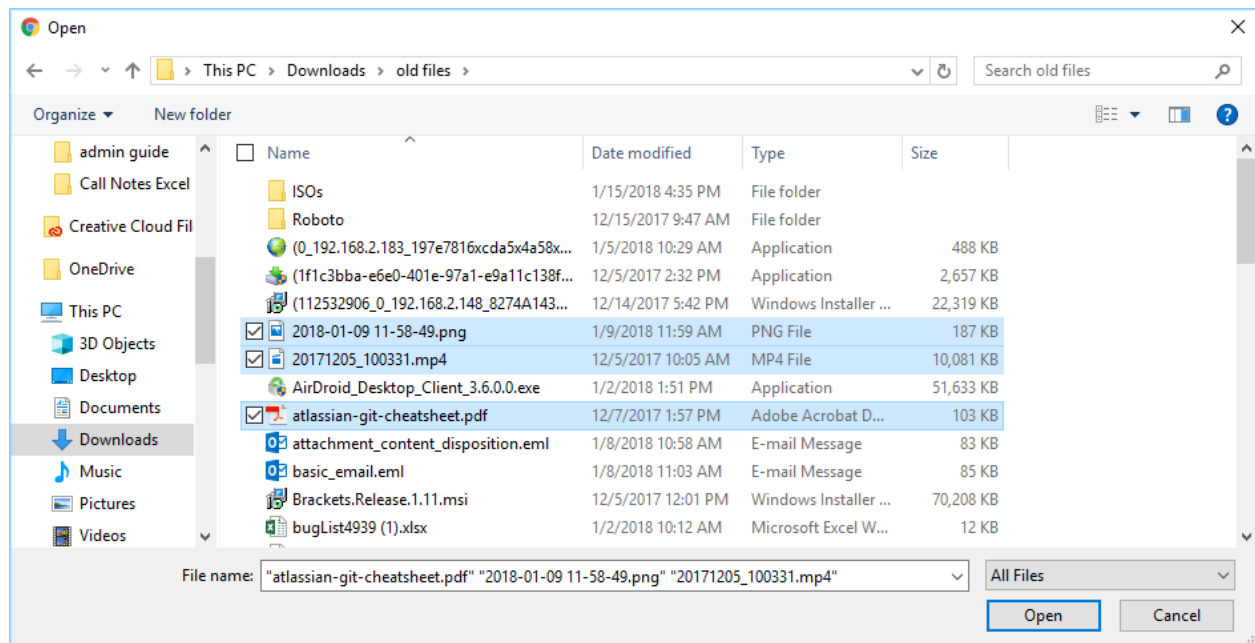 Open
This PC > Downloads > old files >
Search old files
Organize
New folder
admin guide
Call Notes Excel
Creative Cloud Fil
OneDrive
This PC
3D Objects
Desktop
Documents
Downloads
Music
Pictures
Videos
Name Date modified Type Size
ISOs 1/15/2018 4:35 PM File folder
Roboto 12/15/2017 9:47 AM File folder
(0_192.168.2.183_197e7816xcda5x4a58x... 1/5/2018 10:29 AM Application 488 KB
(1f1c3bba-e6e0-401e-97a1-e9a11c138f... 12/5/2017 2:32 PM Application 2,657 KB
(112532906_0_192.168.2.148_8274A143... 12/14/2017 5:42 PM Windows Installer ... 22,319 KB
2018-01-09 11-58-49.png 1/9/2018 11:59 AM PNG File 187 KB
20171205_100331.mp4 12/5/2017 10:05 AM MP4 File 10,081 KB
AirDroid_Desktop_Client_3.6.0.0.exe 1/2/2018 1:51 PM Application 51,633 KB
atlassian-git-cheatsheet.pdf 12/7/2017 1:57 PM Adobe Acrobat D... 103 KB
attachment_content_disposition.eml 1/8/2018 10:58 AM E-mail Message 83 KB
basic_email.eml 1/8/2018 11:03 AM E-mail Message 85 KB
Brackets.Release.1.11.msi 12/5/2017 12:01 PM Windows Installer ... 70,208 KB
bugList4939 (1).xlsx 1/2/2018 10:12 AM Microsoft Excel W... 12 KB
File name: "atlassian-git-cheatsheet.pdf" "2018-01-09 11-58-49.png" "20171205_100331.mp4"
All Files
Open
Cancel